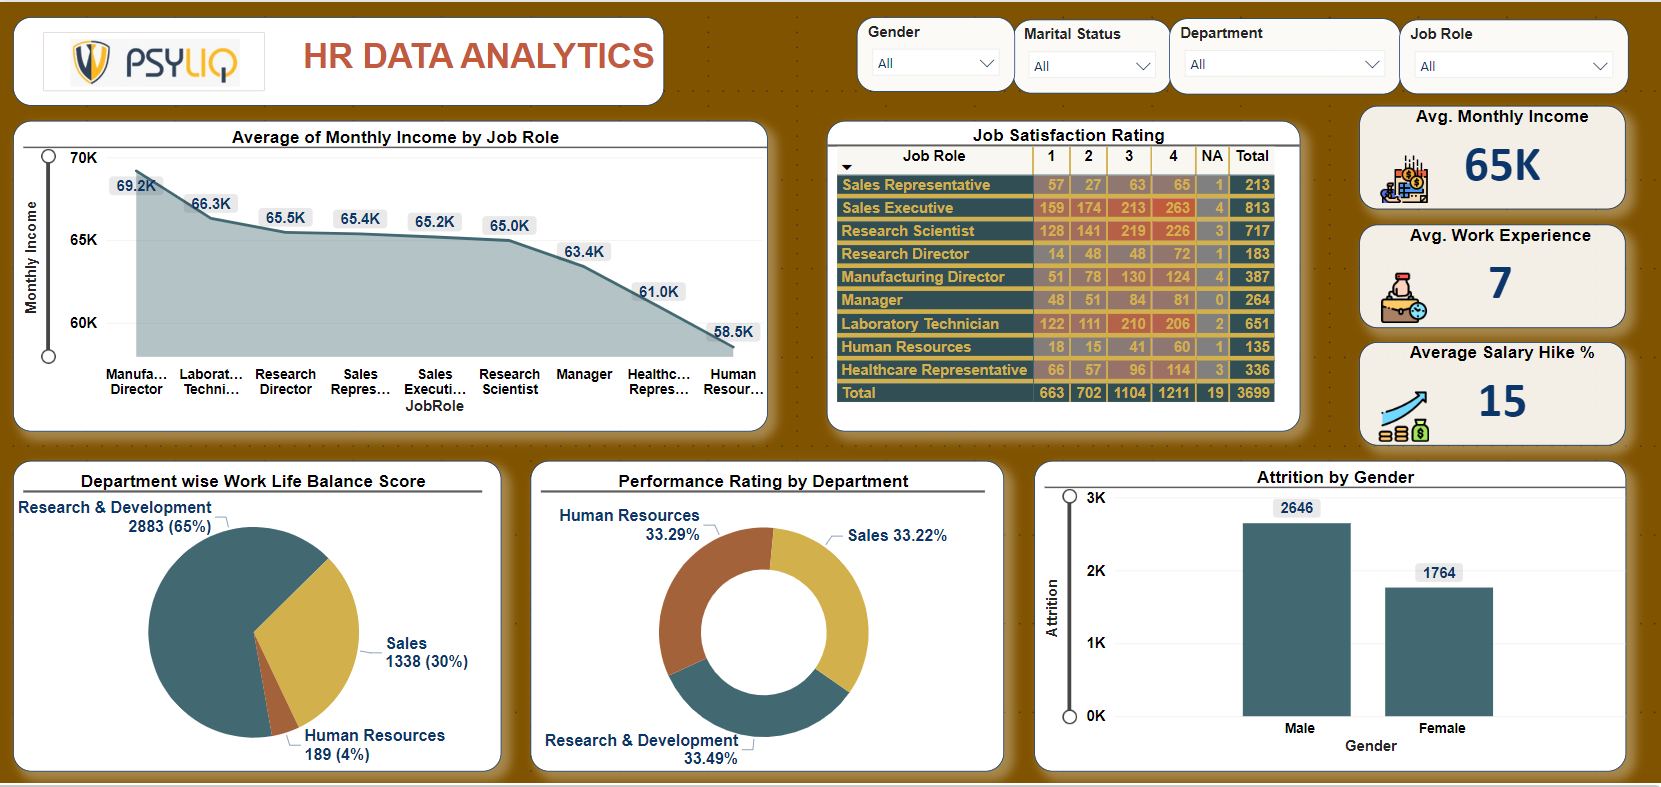 PSYLIQ
HR DATA ANALYTICS
Gender
All
Marital Status
All
Department
All
Job Role
All
Average of Monthly Income by Job Role
Monthly Income
70K
65K
60K
69.2K
66.3K
65.5K
65.4K
65.2K
65.0K
63.4K
61.0K
58.5K
Manufa... Laborat... Research Sales Sales Research Manager Healthc... Human
Director Techni... Director Repres... Executi... Scientist Repres... Resour...
JobRole
Job Satisfaction Rating
Job Role 1 2 3 4 NA Total
Sales Representative 57 27 63 65 1 213
Sales Executive 159 174 213 263 4 813
Research Scientist 128 141 219 226 3 717
Research Director 14 48 48 72 1 183
Manufacturing Director 51 78 130 124 4 387
Manager 48 51 84 81 0 264
Laboratory Technician 122 111 210 206 2 651
Human Resources 18 15 41 60 1 135
Healthcare Representative 66 57 96 114 3 336
Total 663 702 1104 1211 19 3699
Avg. Monthly Income
65K
Avg. Work Experience
7
Average Salary Hike %
15
Department wise Work Life Balance Score
Research & Development
2883 (65%)
Sales
1338 (30%)
Human Resources
189 (4%)
Performance Rating by Department
Human Resources
33.29%
Sales 33.22%
Research & Development
33.49%
Attrition by Gender
Attrition
3K
2K
1K
0K
2646
1764
Male Female
Gender